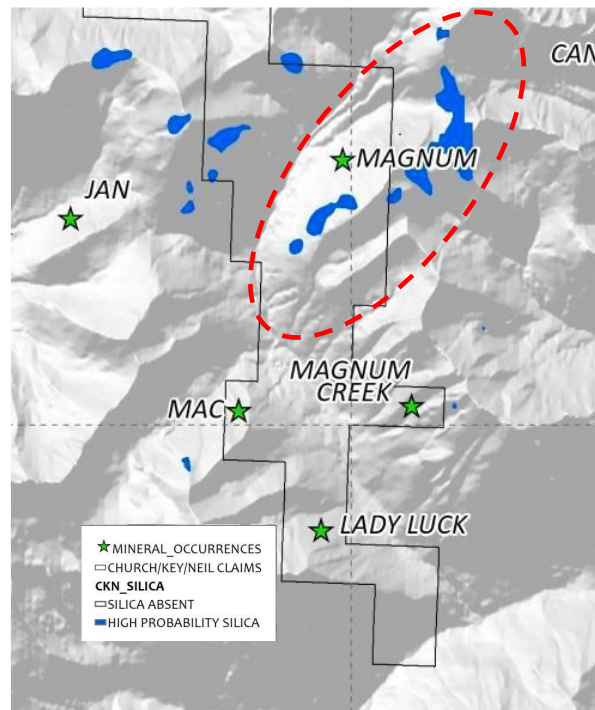 CAN
MAGNUM
JAN
MAGNUM
CREEK
MAC
LADY LUCK
MINERAL_OCCURRENCES
CHURCH/KEY/NEIL CLAIMS
CKN_SILICA
SILICA ABSENT
HIGH PROBABILITY SILICA